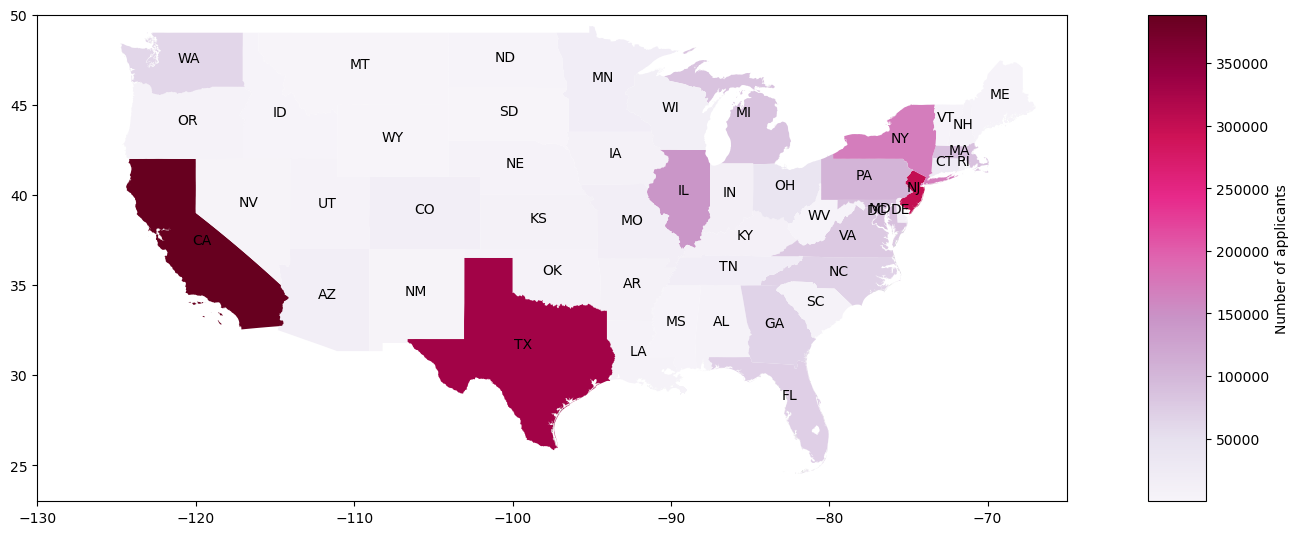 50
45
40
35
30
25
−130
−120
−110
−100
−90
−80
−70
WA
MT
ND
MN
ME
OR
ID
SD
WI
MI
VT
NH
WY
NY
MA
IA
CT
RI
NE
PA
NV
UT
CO
IL
IN
OH
NJ
KS
MO
WV
MD
DC
DE
CA
KY
VA
OK
TN
NC
AZ
NM
AR
SC
TX
MS
AL
GA
LA
FL
350000
300000
250000
200000
150000
100000
50000
Number of applicants